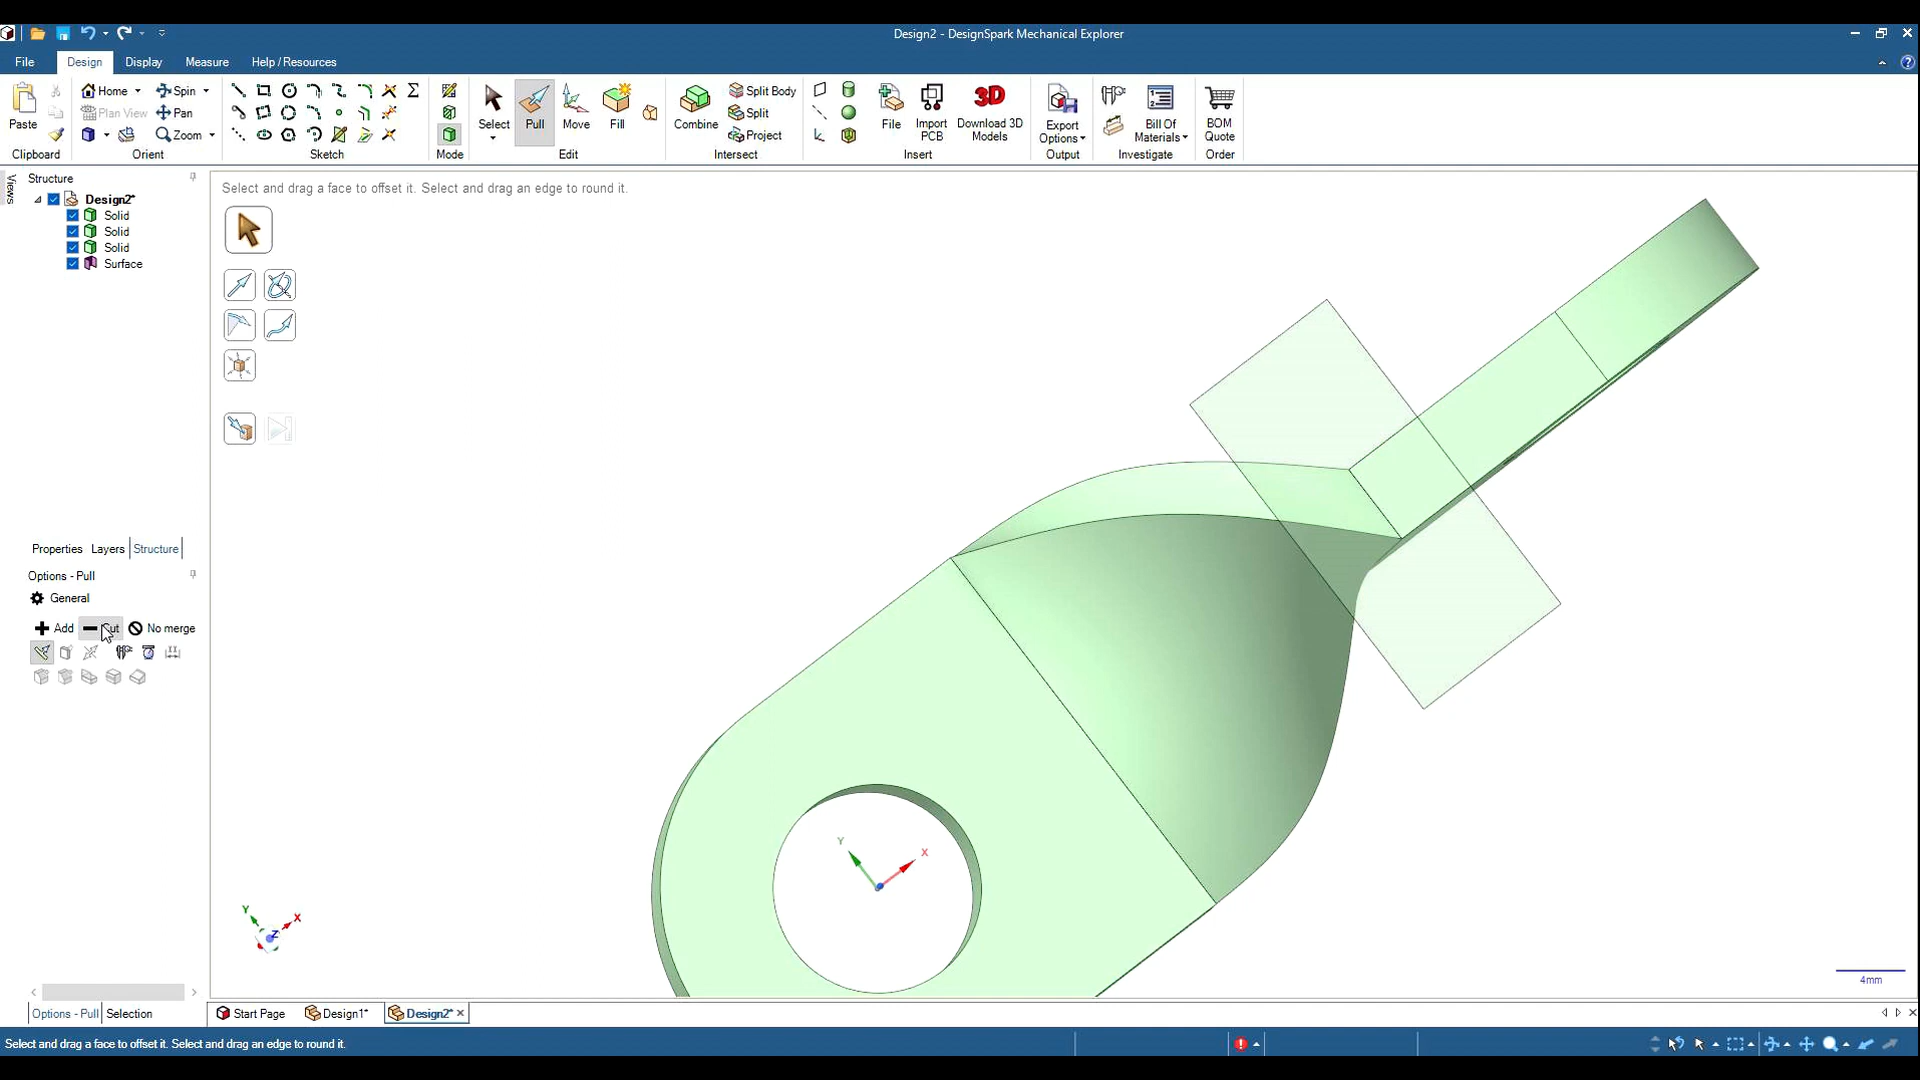 Design2 - DesignSpark Mechanical Explorer
File Design Display Measure Help / Resources
Paste
Home
Plan View
Spin
Pan
Zoom
Select
Pull
Move
Fill
Combine
Split Body
Split
Project
File
Import PCB
3D
Download 3D Models
Export Options
Bill Of Materials
BOM Quote
Clipboard Orient Sketch Mode Edit Intersect Insert Output Investigate Order
Views
Structure
Design2*
Solid
Solid
Solid
Surface
Select and drag a face to offset it. Select and drag an edge to round it.
Properties Layers Structure
Options - Pull
General
Add Cut No merge
Y
X
Y
X
Z
4mm
Options - Pull Selection
Start Page Design1* Design2*
Select and drag a face to offset it. Select and drag an edge to round it.